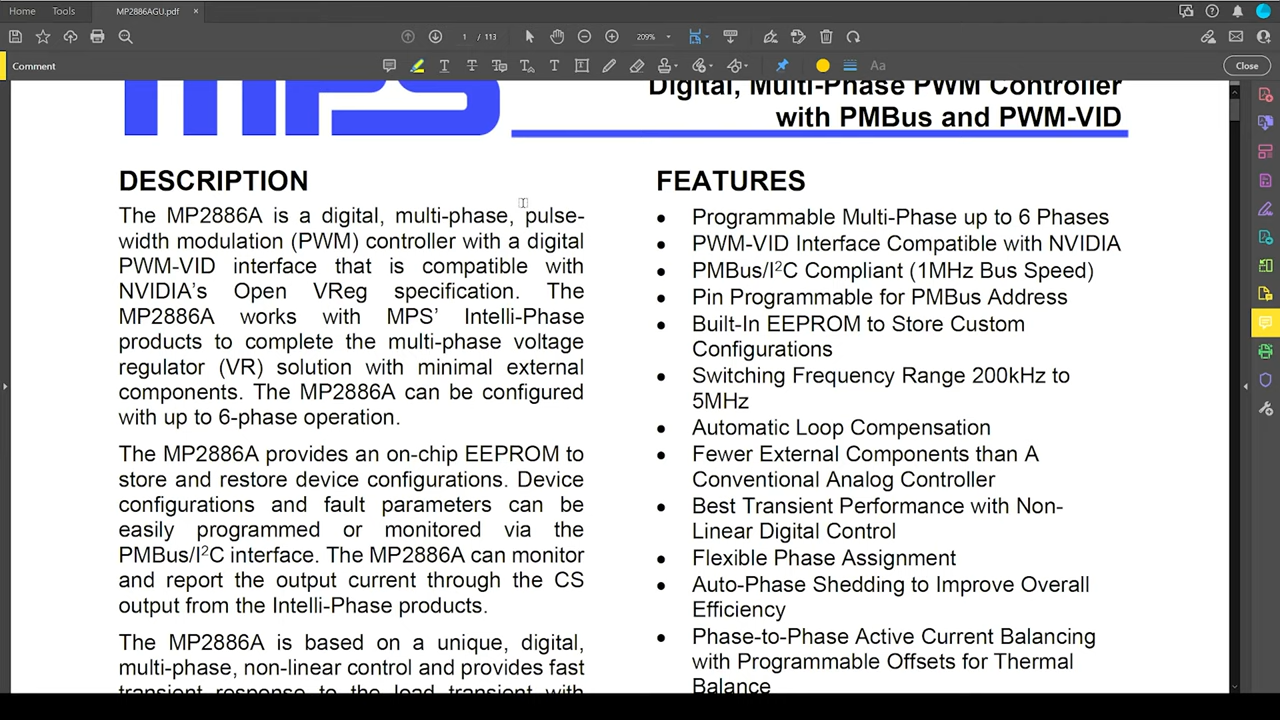 Home
Tools
MP2886AGU.pdf
×
1 / 113
209%
Comment
Aa
Close
mps
Digital, Multi-Phase PWM Controller
with PMBus and PWM-VID
DESCRIPTION
The MP2886A is a digital, multi-phase, pulse-
width modulation (PWM) controller with a digital
PWM-VID interface that is compatible with
NVIDIA’s Open VReg specification. The
MP2886A works with MPS’ Intelli-Phase
products to complete the multi-phase voltage
regulator (VR) solution with minimal external
components. The MP2886A can be configured
with up to 6-phase operation.
The MP2886A provides an on-chip EEPROM to
store and restore device configurations. Device
configurations and fault parameters can be
easily programmed or monitored via the
PMBus/I²C interface. The MP2886A can monitor
and report the output current through the CS
output from the Intelli-Phase products.
The MP2886A is based on a unique, digital,
multi-phase, non-linear control and provides fast
transient response to the load transient with
FEATURES
• Programmable Multi-Phase up to 6 Phases
• PWM-VID Interface Compatible with NVIDIA
• PMBus/I²C Compliant (1MHz Bus Speed)
• Pin Programmable for PMBus Address
• Built-In EEPROM to Store Custom
Configurations
• Switching Frequency Range 200kHz to
5MHz
• Automatic Loop Compensation
• Fewer External Components than A
Conventional Analog Controller
• Best Transient Performance with Non-
Linear Digital Control
• Flexible Phase Assignment
• Auto-Phase Shedding to Improve Overall
Efficiency
• Phase-to-Phase Active Current Balancing
with Programmable Offsets for Thermal
Balance